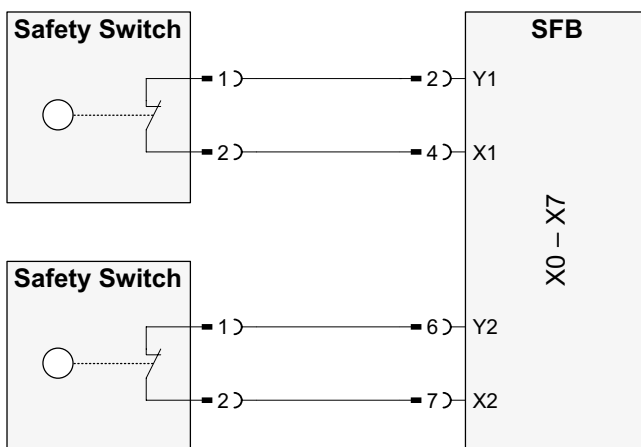 Safety Switch
1
2
Safety Switch
1
2
SFB
2 Y1
4 X1
X0 – X7
6 Y2
7 X2